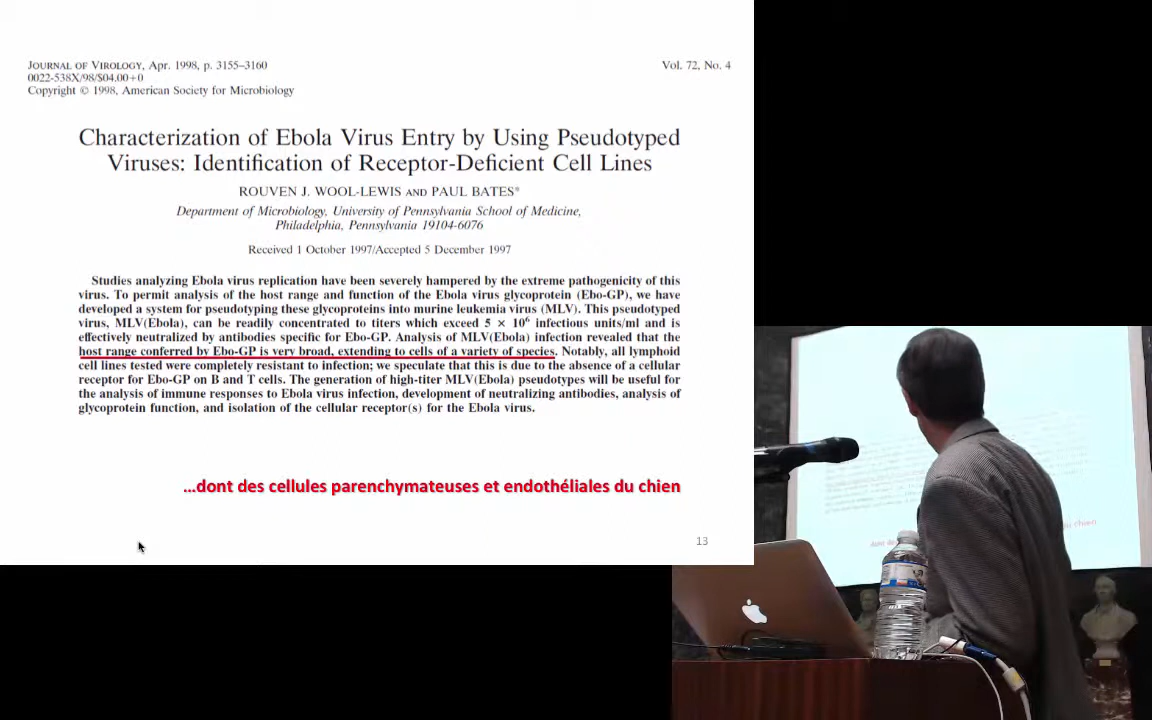 JOURNAL OF VIROLOGY, Apr. 1998, p. 3155–3160
Vol. 72, No. 4
0022-538X/98/$04.00+0
Copyright © 1998, American Society for Microbiology
Characterization of Ebola Virus Entry by Using Pseudotyped
Viruses: Identification of Receptor-Deficient Cell Lines
ROUVEN J. WOOL-LEWIS AND PAUL BATES*
Department of Microbiology, University of Pennsylvania School of Medicine,
Philadelphia, Pennsylvania 19104-6076
Received 1 October 1997/Accepted 5 December 1997
Studies analyzing Ebola virus replication have been severely hampered by the extreme pathogenicity of this
virus. To permit analysis of the host range and function of the Ebola virus glycoprotein (Ebo-GP), we have
developed a system for pseudotyping these glycoproteins into murine leukemia virus (MLV). This pseudotyped
virus, MLV(Ebola), can be readily concentrated to titers which exceed 5 × 10⁶ infectious units/ml and is
effectively neutralized by antibodies specific for Ebo-GP. Analysis of MLV(Ebola) infection revealed that the
host range conferred by Ebo-GP is very broad, extending to cells of a variety of species. Notably, all lymphoid
cell lines tested were completely resistant to infection; we speculate that this is due to the absence of a cellular
receptor for Ebo-GP on B and T cells. The generation of high-titer MLV(Ebola) pseudotypes will be useful for
the analysis of immune responses to Ebola virus infection, development of neutralizing antibodies, analysis of
glycoprotein function, and isolation of the cellular receptor(s) for the Ebola virus.
...dont des cellules parenchymateuses et endothéliales du chien
13